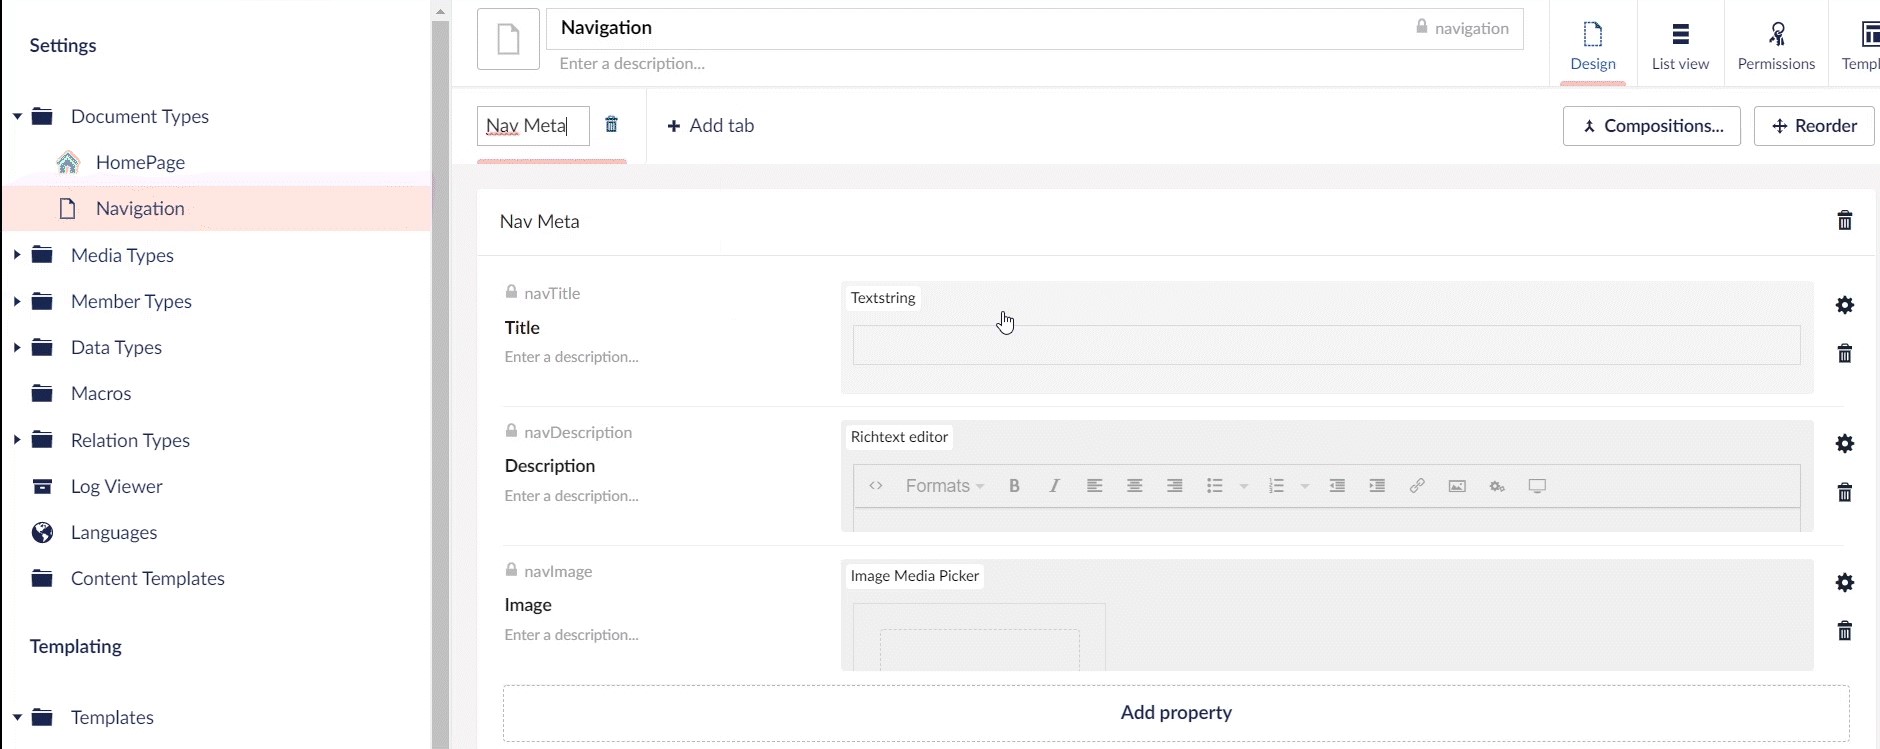 Settings
Document Types
HomePage
Navigation
Media Types
Member Types
Data Types
Macros
Relation Types
Log Viewer
Languages
Content Templates
Templating
Templates
Navigation
navigation
Enter a description...
Design
List view
Permissions
Templ
Nav Meta
+ Add tab
Compositions...
Reorder
Nav Meta
navTitle
Title
Enter a description...
Textstring
navDescription
Description
Enter a description...
Richtext editor
<> Formats B I
navImage
Image
Enter a description...
Image Media Picker
Add property